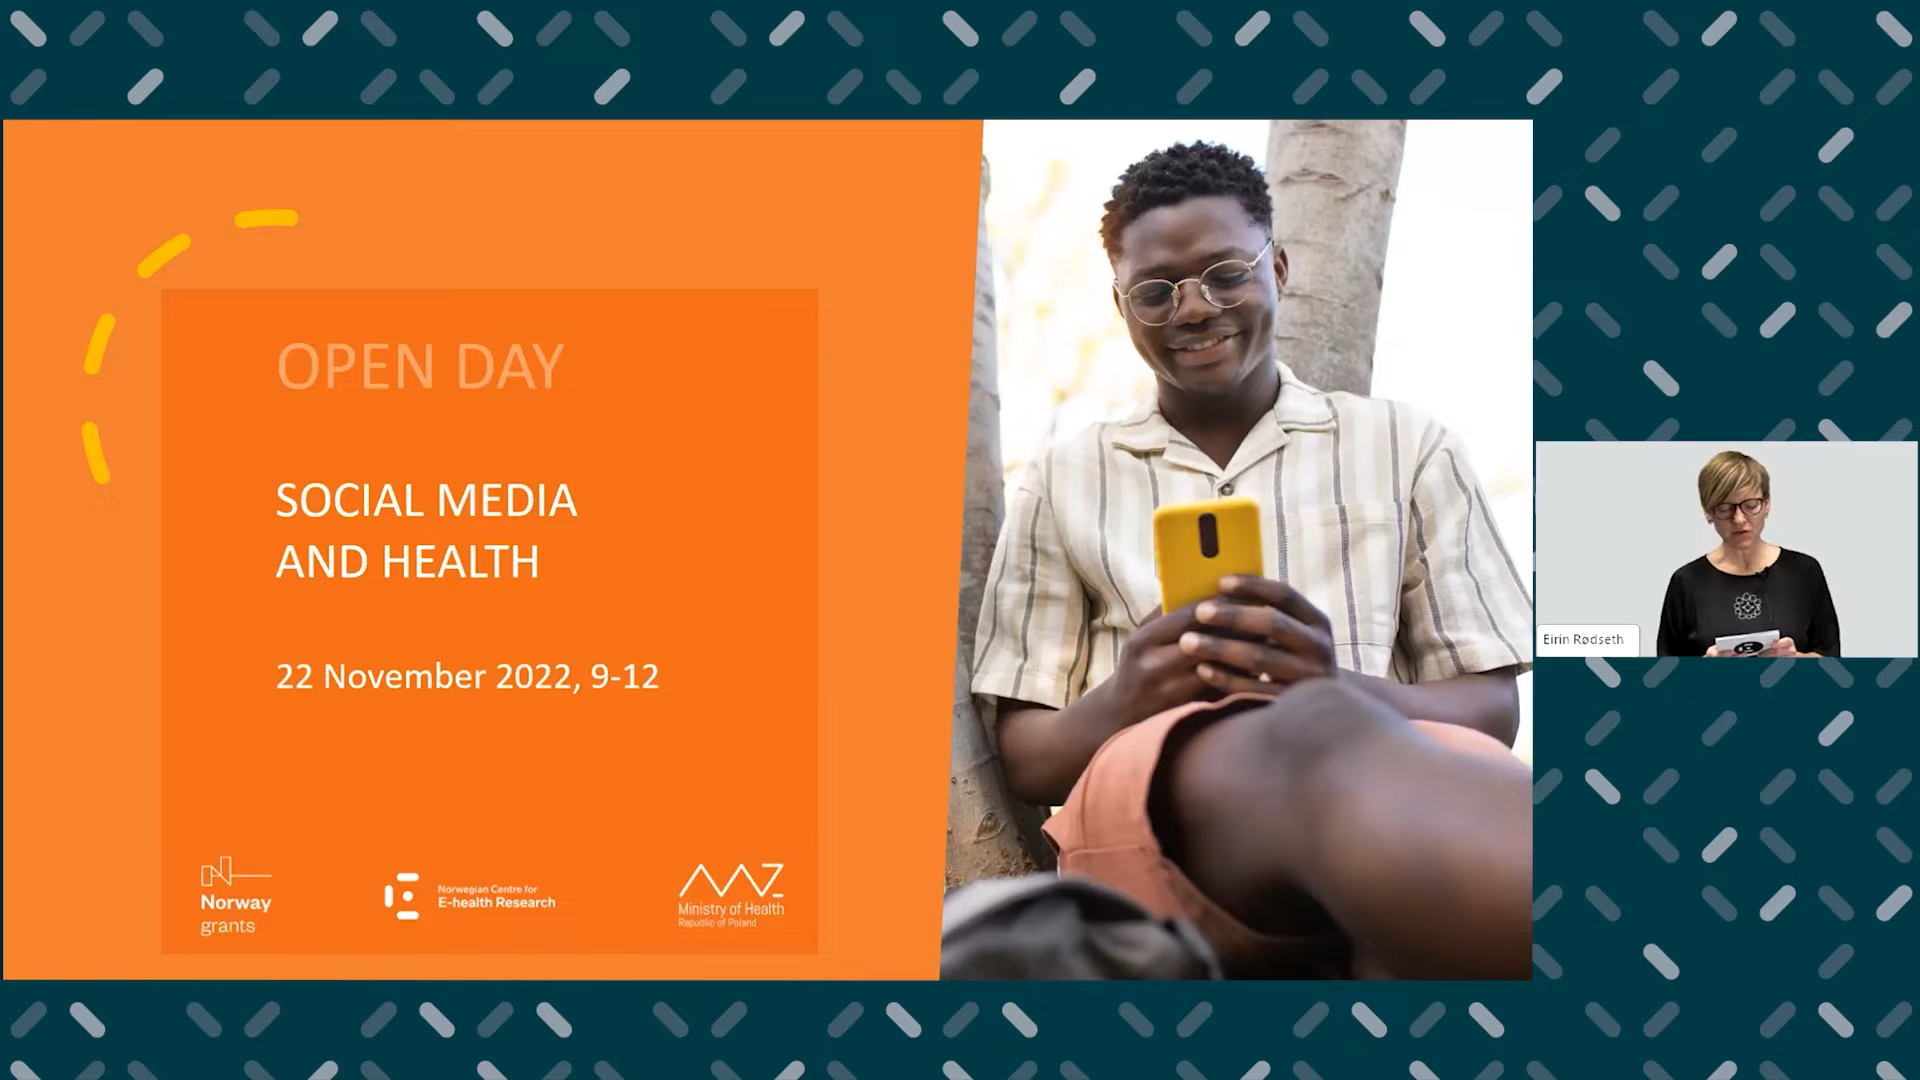 OPEN DAY
SOCIAL MEDIA
AND HEALTH
22 November 2022, 9-12
Norway
grants
Norwegian Centre for
E-health Research
Ministry of Health
Republic of Poland
Eirin Rødseth